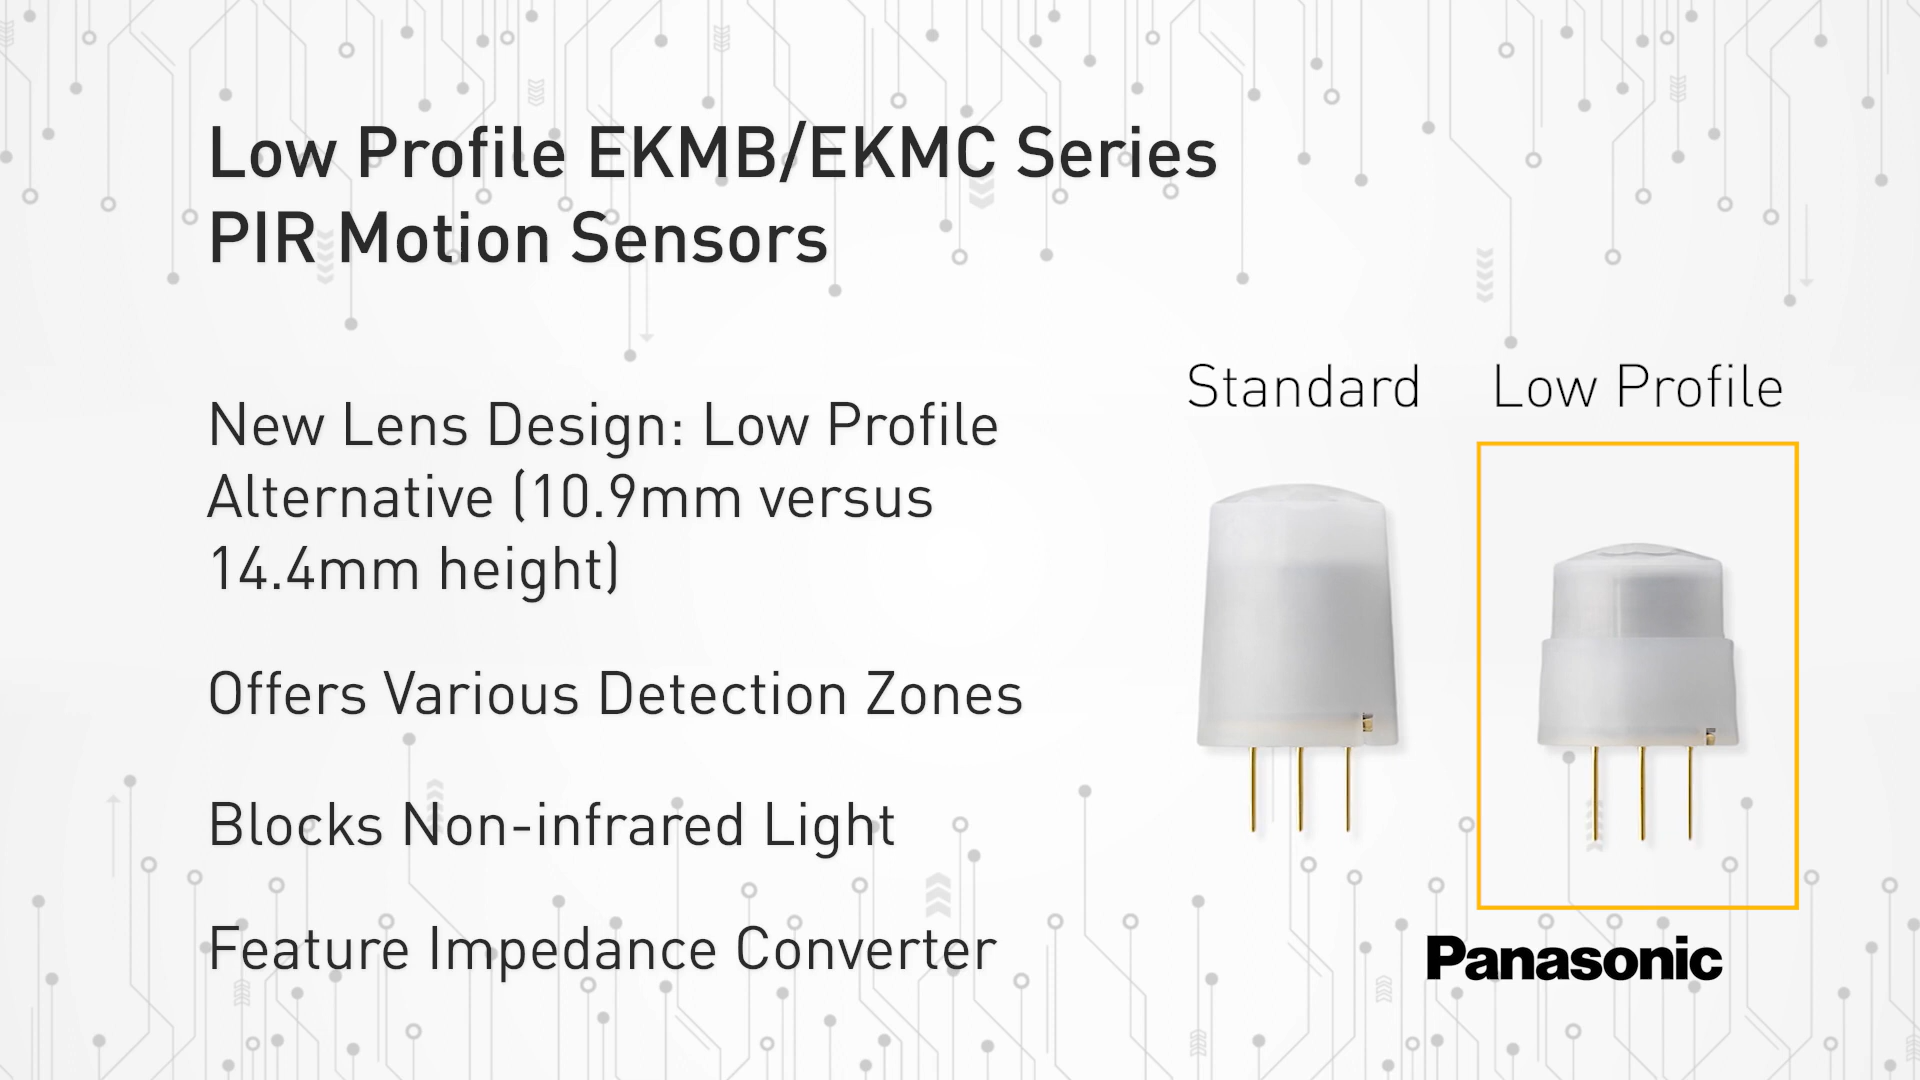 Low Profile EKMB/EKMC Series
PIR Motion Sensors
New Lens Design: Low Profile
Alternative (10.9mm versus
14.4mm height)
Offers Various Detection Zones
Blocks Non-infrared Light
Feature Impedance Converter
Standard
Low Profile
Panasonic